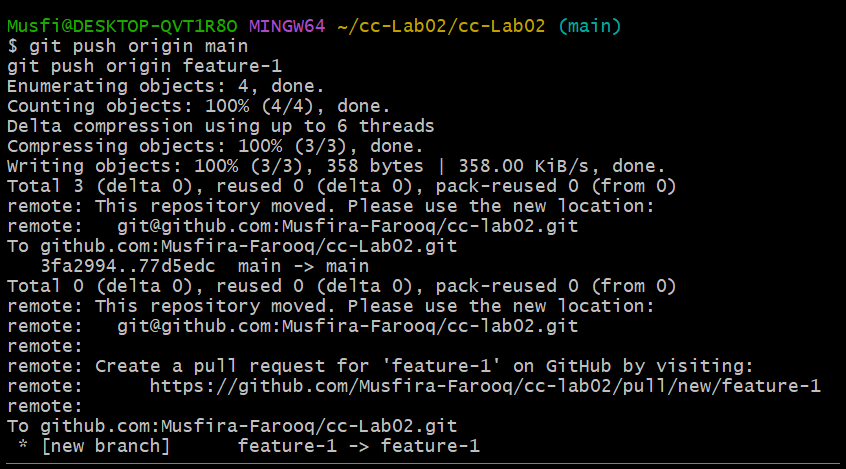 Musfi@DESKTOP-QVT1R8O MINGW64 ~/cc-Lab02/cc-Lab02 (main)
$ git push origin main
git push origin feature-1
Enumerating objects: 4, done.
Counting objects: 100% (4/4), done.
Delta compression using up to 6 threads
Compressing objects: 100% (3/3), done.
Writing objects: 100% (3/3), 358 bytes | 358.00 KiB/s, done.
Total 3 (delta 0), reused 0 (delta 0), pack-reused 0 (from 0)
remote: This repository moved. Please use the new location:
remote:   git@github.com:Musfira-Farooq/cc-lab02.git
To github.com:Musfira-Farooq/cc-Lab02.git
   3fa2994..77d5edc  main -> main
Total 0 (delta 0), reused 0 (delta 0), pack-reused 0 (from 0)
remote: This repository moved. Please use the new location:
remote:   git@github.com:Musfira-Farooq/cc-lab02.git
remote:
remote: Create a pull request for 'feature-1' on GitHub by visiting:
remote:      https://github.com/Musfira-Farooq/cc-lab02/pull/new/feature-1
remote:
To github.com:Musfira-Farooq/cc-Lab02.git
 * [new branch]      feature-1 -> feature-1